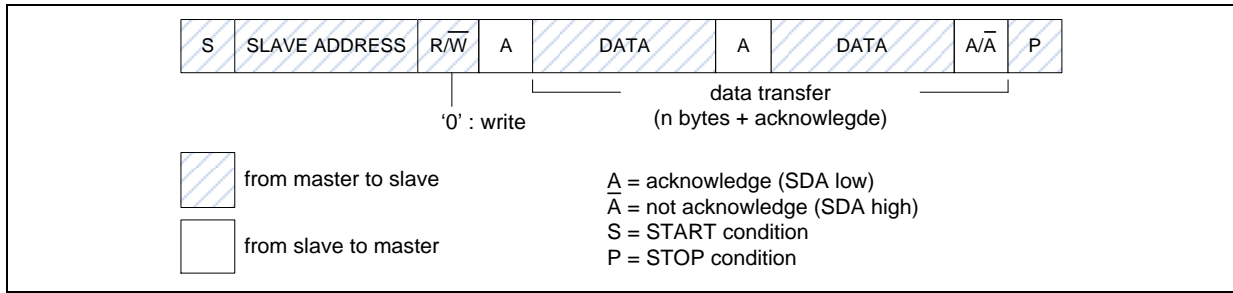 S SLAVE ADDRESS R/W̅ A DATA A DATA A/A̅ P
data transfer
‘0’ : write (n bytes + acknowlegde)
from master to slave
A = acknowledge (SDA low)
A̅ = not acknowledge (SDA high)
S = START condition
from slave to master
P = STOP condition